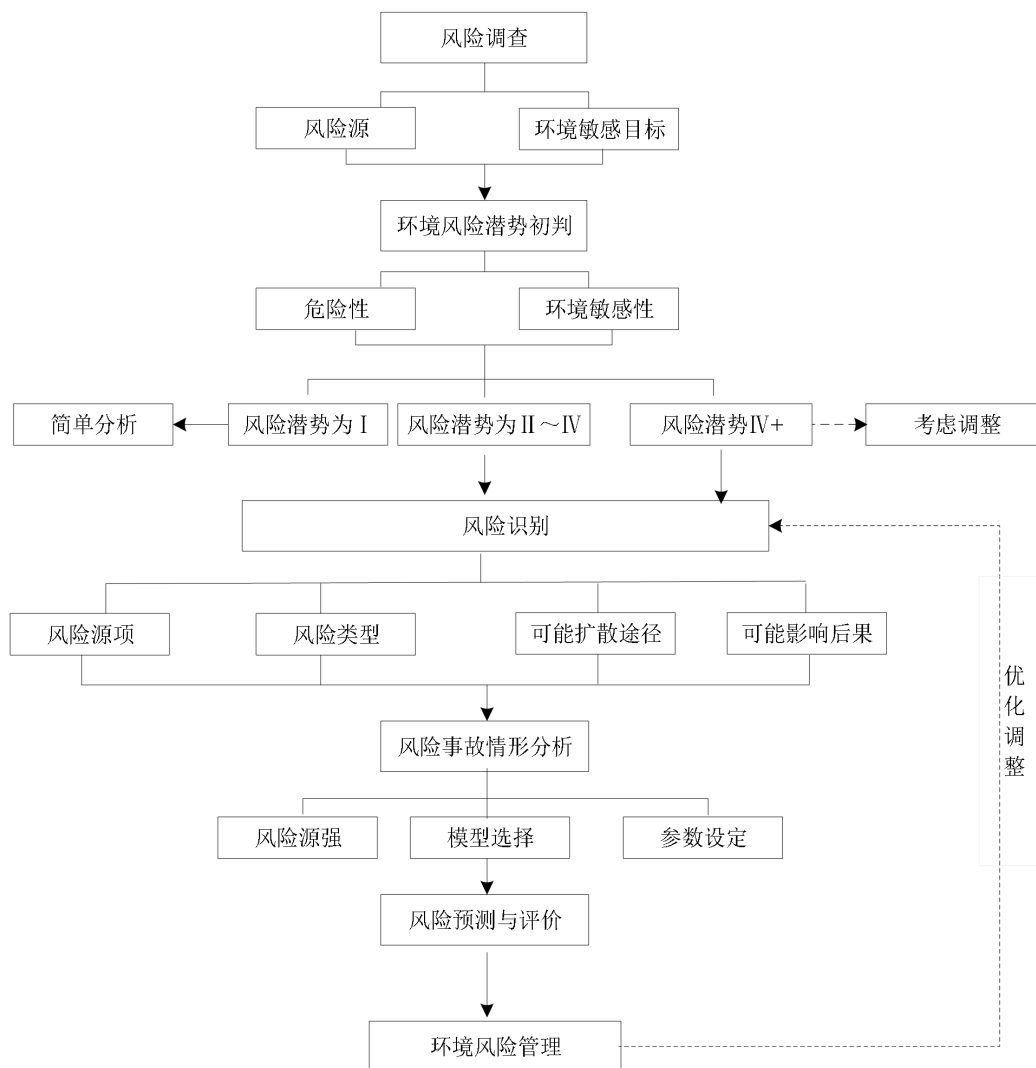 风险调查
风险源
环境敏感目标
环境风险潜势初判
危险性
环境敏感性
简单分析
风险潜势为Ⅰ
风险潜势为Ⅱ～Ⅳ
风险潜势Ⅳ+
考虑调整
风险识别
风险源项
风险类型
可能扩散途径
可能影响后果
优化调整
风险事故情形分析
风险源强
模型选择
参数设定
风险预测与评价
环境风险管理